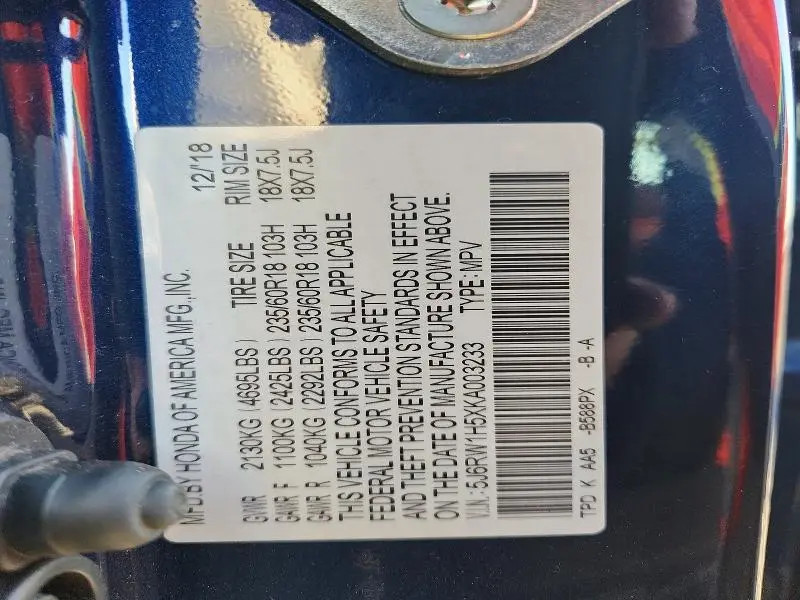 MFD.BY HONDA OF AMERICA MFG.,INC. 12/'18
GVWR 2130KG (4695LBS) TIRE SIZE RIM SIZE
GAWR F 1100KG (2425LBS) 235/60R18 103H 18X7.5J
GAWR R 1040KG (2292LBS) 235/60R18 103H 18X7.5J
THIS VEHICLE CONFORMS TO ALL APPLICABLE
FEDERAL MOTOR VEHICLE SAFETY
AND THEFT PREVENTION STANDARDS IN EFFECT
ON THE DATE OF MANUFACTURE SHOWN ABOVE.
V.I.N.:5J6RW1H5XKA003233 TYPE:MPV
TPD K AA5 -B588PX -B -A